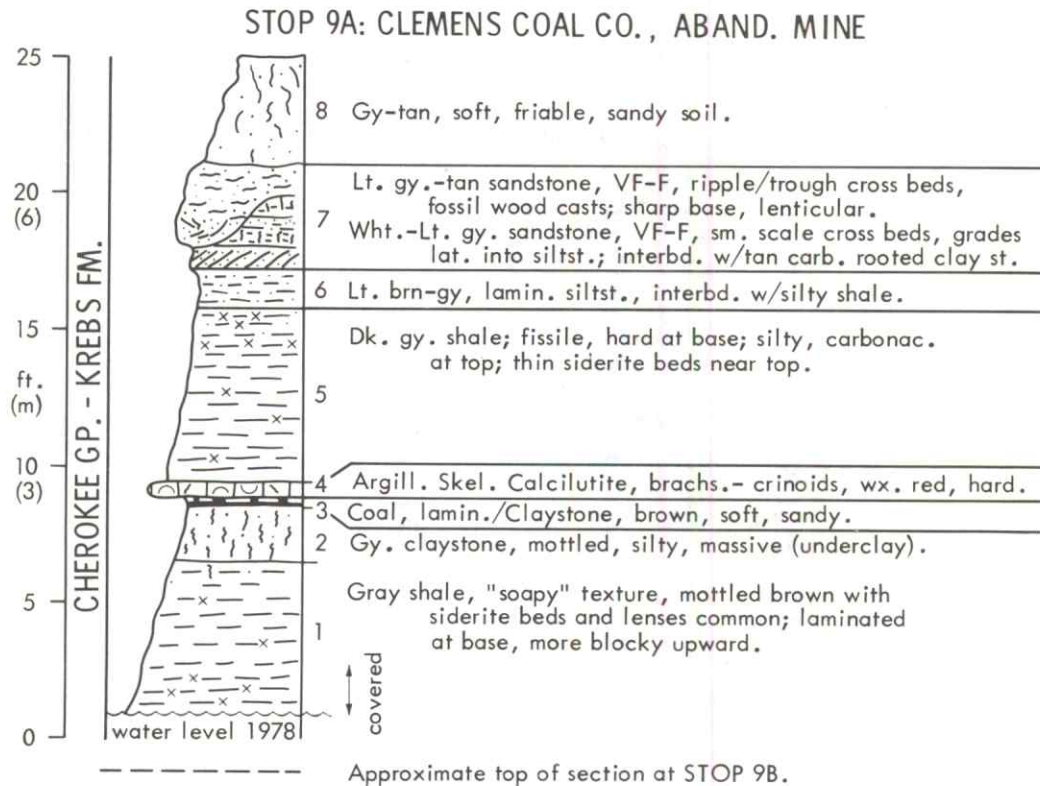 STOP 9A: CLEMENS COAL CO., ABAND. MINE
25
20
(6)
15
ft.
(m)
10
(3)
5
0
CHEROKEE GP. - KREBS FM.
8 Gy-tan, soft, friable, sandy soil.
7
Lt. gy.-tan sandstone, VF-F, ripple/trough cross beds,
fossil wood casts; sharp base, lenticular.
Wht.-Lt. gy. sandstone, VF-F, sm. scale cross beds, grades
lat. into siltst.; interbd. w/tan carb. rooted clay st.
6 Lt. brn-gy, lamin. siltst., interbd. w/silty shale.
5
Dk. gy. shale; fissile, hard at base; silty, carbonac.
at top; thin siderite beds near top.
4 Argill. Skel. Calcilutite, brachs.- crinoids, wx. red, hard.
3 Coal, lamin./Claystone, brown, soft, sandy.
2 Gy. claystone, mottled, silty, massive (underclay).
1
Gray shale, "soapy" texture, mottled brown with
siderite beds and lenses common; laminated
at base, more blocky upward.
covered
water level 1978
Approximate top of section at STOP 9B.